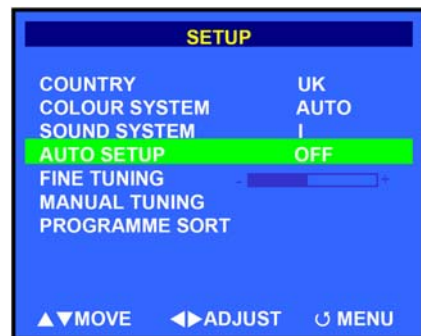 SETUP
COUNTRY UK
COLOUR SYSTEM AUTO
SOUND SYSTEM I
AUTO SETUP OFF
FINE TUNING - +
MANUAL TUNING
PROGRAMME SORT
▲▼MOVE ◀▶ADJUST ↺ MENU